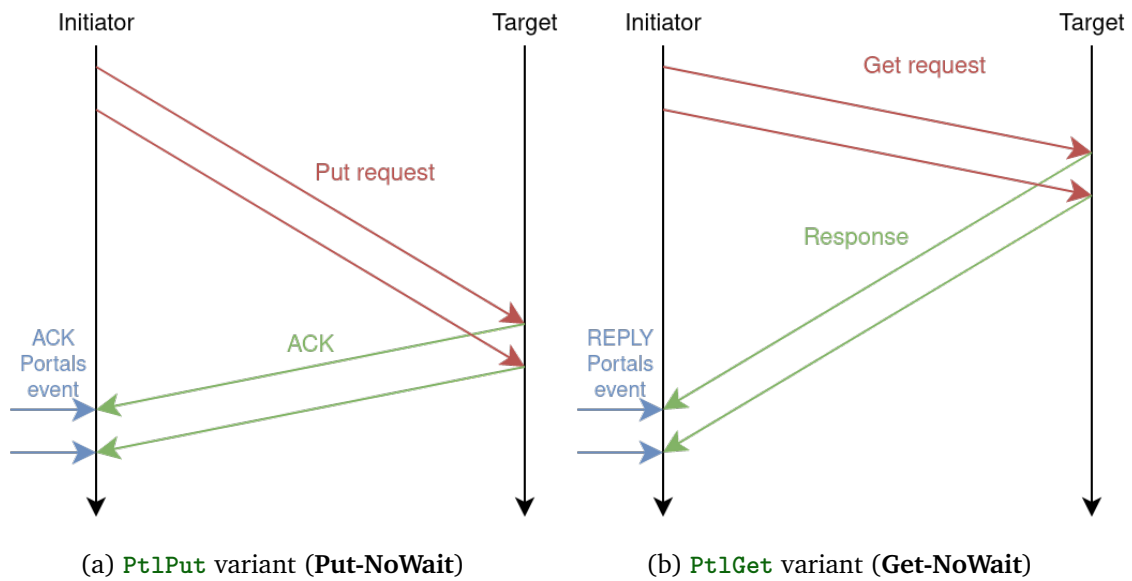 Initiator
Target
Put request
ACK
ACK
Portals
event
(a) PtlPut variant (Put-NoWait)
Initiator
Target
Get request
Response
REPLY
Portals
event
(b) PtlGet variant (Get-NoWait)